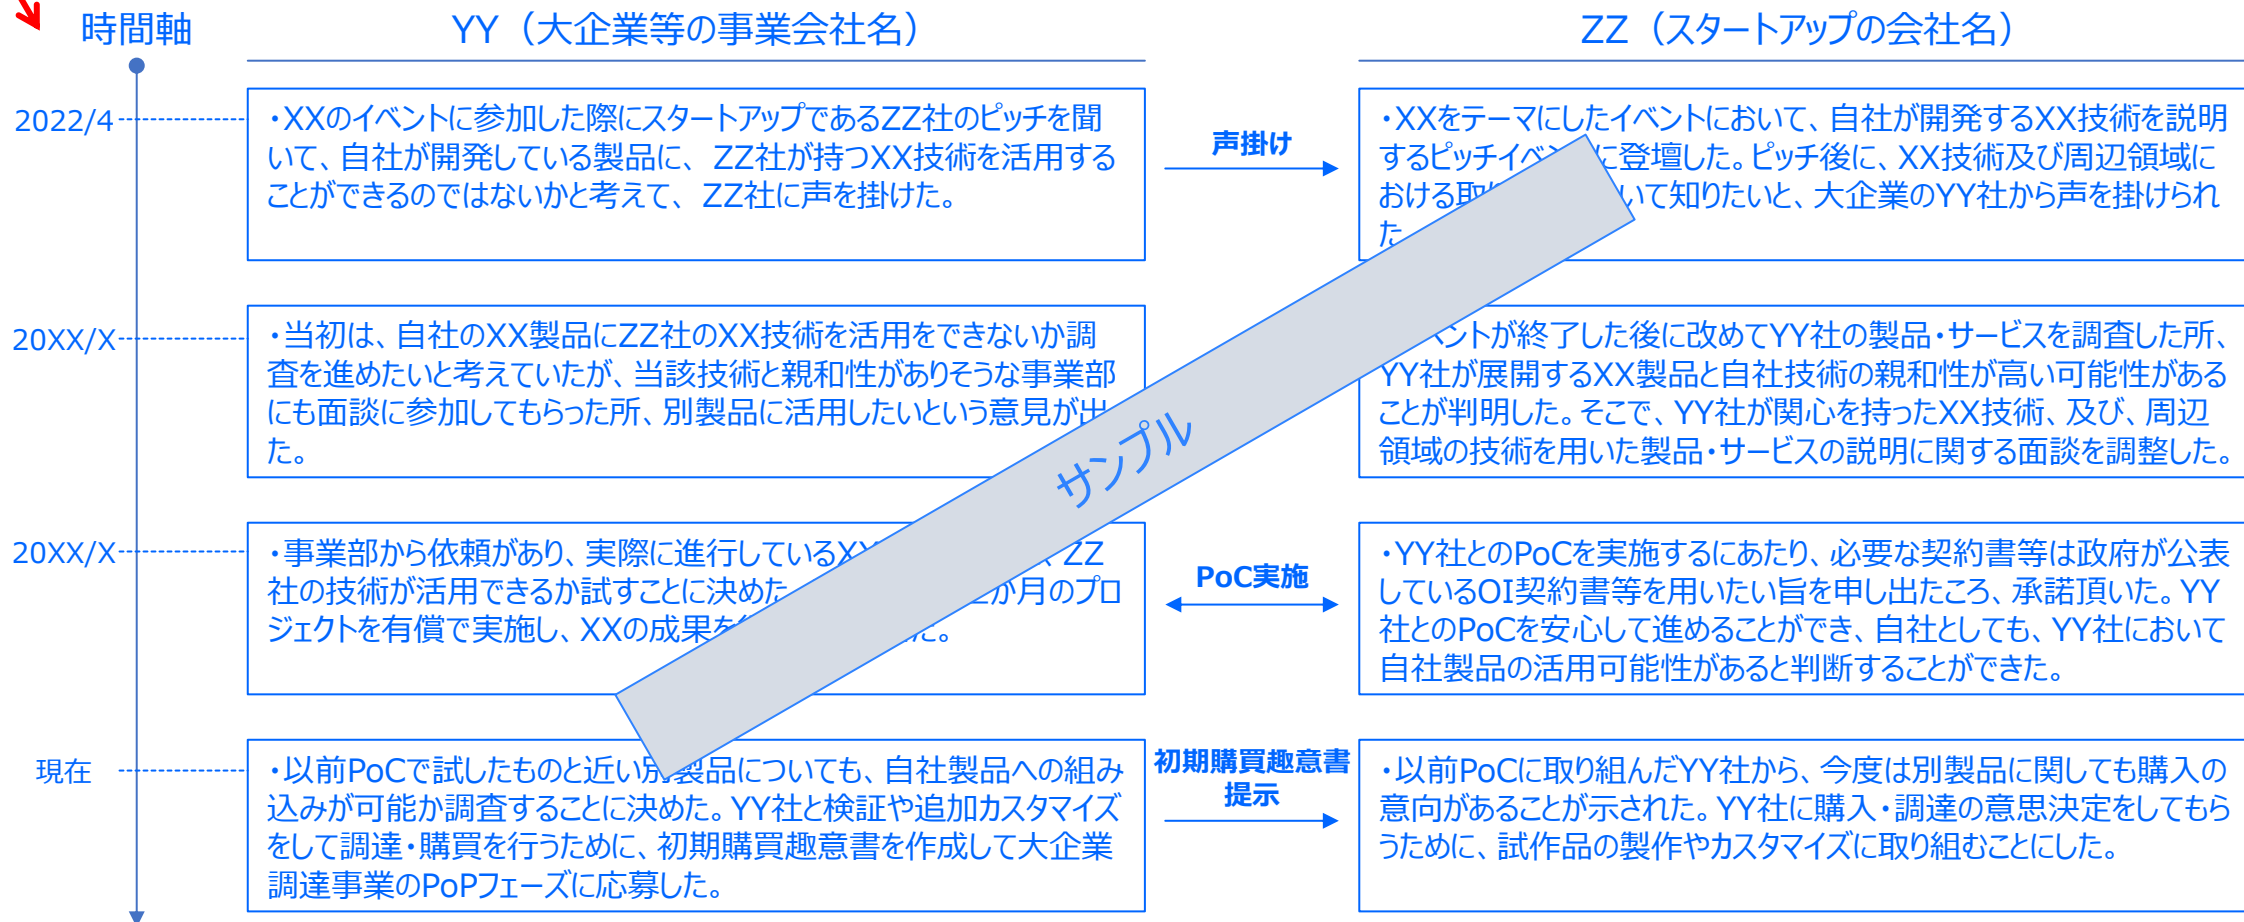 時間軸
YY（大企業等の事業会社名）
ZZ（スタートアップの会社名）
2022/4
・XXのイベントに参加した際にスタートアップであるZZ社のピッチを聞
いて、自社が開発している製品に、 ZZ社が持つXX技術を活用する
ことができるのではないかと考えて、 ZZ社に声を掛けた。
声掛け
・XXをテーマにしたイベントにおいて、自社が開発するXX技術を説明
するピッチイベ に登壇した。ピッチ後に、XX技術及び周辺領域に
おける取 いて知りたいと、大企業のYY社から声を掛けられ
た
20XX/X
・当初は、自社のXX製品にZZ社のXX技術を活用をできないか調
査を進めたいと考えていたが、当該技術と親和性がありそうな事業部
にも面談に参加してもらった所、別製品に活用したいという意見が出
た。
ントが終了した後に改めてYY社の製品・サービスを調査した所、
YY社が展開するXX製品と自社技術の親和性が高い可能性がある
ことが判明した。そこで、YY社が関心を持ったXX技術、及び、周辺
領域の技術を用いた製品・サービスの説明に関する面談を調整した。
サンプル
20XX/X
・事業部から依頼があり、実際に進行しているX ZZ
社の技術が活用できるか試すことに決めた か月のプロ
ジェクトを有償で実施し、XXの成果を た。
PoC実施
・YY社とのPoCを実施するにあたり、必要な契約書等は政府が公表
しているOI契約書等を用いたい旨を申し出たころ、承諾頂いた。YY
社とのPoCを安心して進めることができ、自社としても、YY社において
自社製品の活用可能性があると判断することができた。
現在
・以前PoCで試したものと近い別製品についても、自社製品への組み
込みが可能か調査することに決めた。YY社と検証や追加カスタマイズ
をして調達・購買を行うために、初期購買趣意書を作成して大企業
調達事業のPoPフェーズに応募した。
初期購買趣意書
提示
・以前PoCに取り組んだYY社から、今度は別製品に関しても購入の
意向があることが示された。YY社に購入・調達の意思決定をしてもら
うために、試作品の製作やカスタマイズに取り組むことにした。